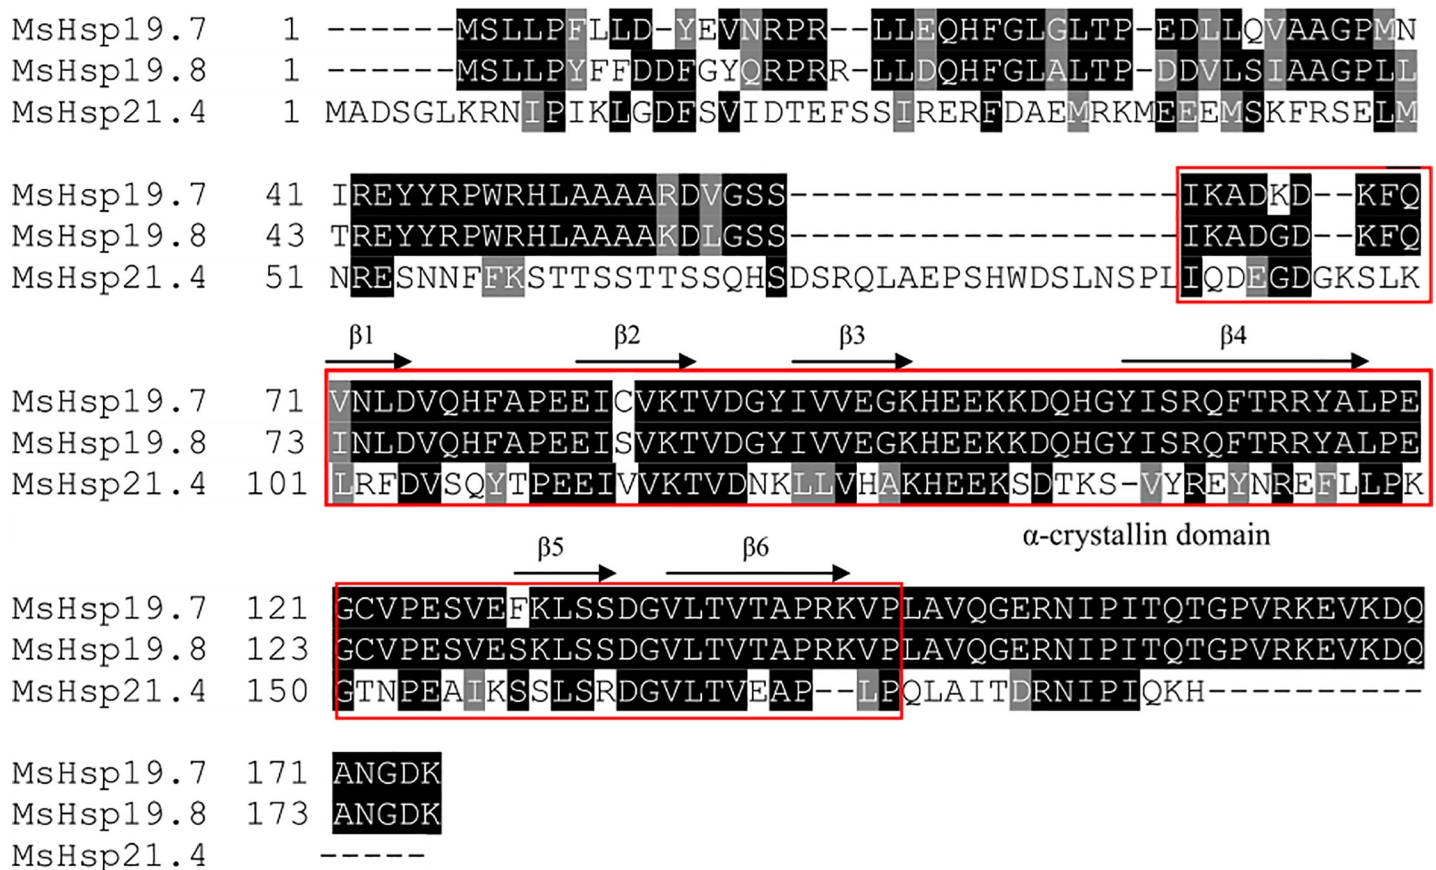 MsHsp19.7 1 ------MSLLPFLLD-YEVNRPR--LLEQHFGLGLTP-EDLLQVAAGPMN
MsHsp19.8 1 ------MSLLPYFFDDFGYQRPRR-LLDQHFGLALTP-DDVLSIAAGPLL
MsHsp21.4 1 MADSGLKRNIPIKLGDFSVIDTEFSSIRERFDAEMRKMEEEMSKFRSELM
MsHsp19.7 41 IREYYRPWRHLAAAARDVGSS------------------IKADKD--KFQ
MsHsp19.8 43 TREYYRPWRHLAAAAKDLGSS------------------IKADGD--KFQ
MsHsp21.4 51 NRESNNFFKSTTSSTTSSQHSDSRQLAEPSHWDSLNSPLIQDEGDGKSLK
β1 β2 β3 β4
MsHsp19.7 71 VNLDVQHFAPEEICVKTVDGYIVVEGKHEEKKDQHGYISRQFTRRYALPE
MsHsp19.8 73 INLDVQHFAPEEISVKTVDGYIVVEGKHEEKKDQHGYISRQFTRRYALPE
MsHsp21.4 101 LRFDVSQYTPEEIVVKTVDNKLLVHAKHEEKSDTKS-VYREYNREFLLPK
α-crystallin domain
β5 β6
MsHsp19.7 121 GCVPESVEFKLSSDGVLTVTAPRKVPLAVQGERNIPITQTGPVRKEVKDQ
MsHsp19.8 123 GCVPESVESKLSSDGVLTVTAPRKVPLAVQGERNIPITQTGPVRKEVKDQ
MsHsp21.4 150 GTNPEAIKSSLSRDGVLTVEAP--LPQLAITDRNIPIQKH----------
MsHsp19.7 171 ANGDK
MsHsp19.8 173 ANGDK
MsHsp21.4 -----